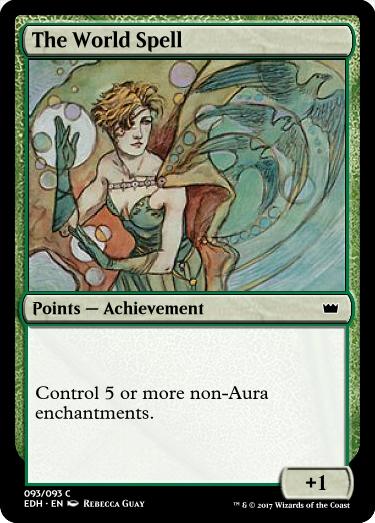 The World Spell
Points — Achievement
Control 5 or more non-Aura
enchantments.
+1
093/093 C
EDH • EN Rebecca Guay
™ & © 2017 Wizards of the Coast